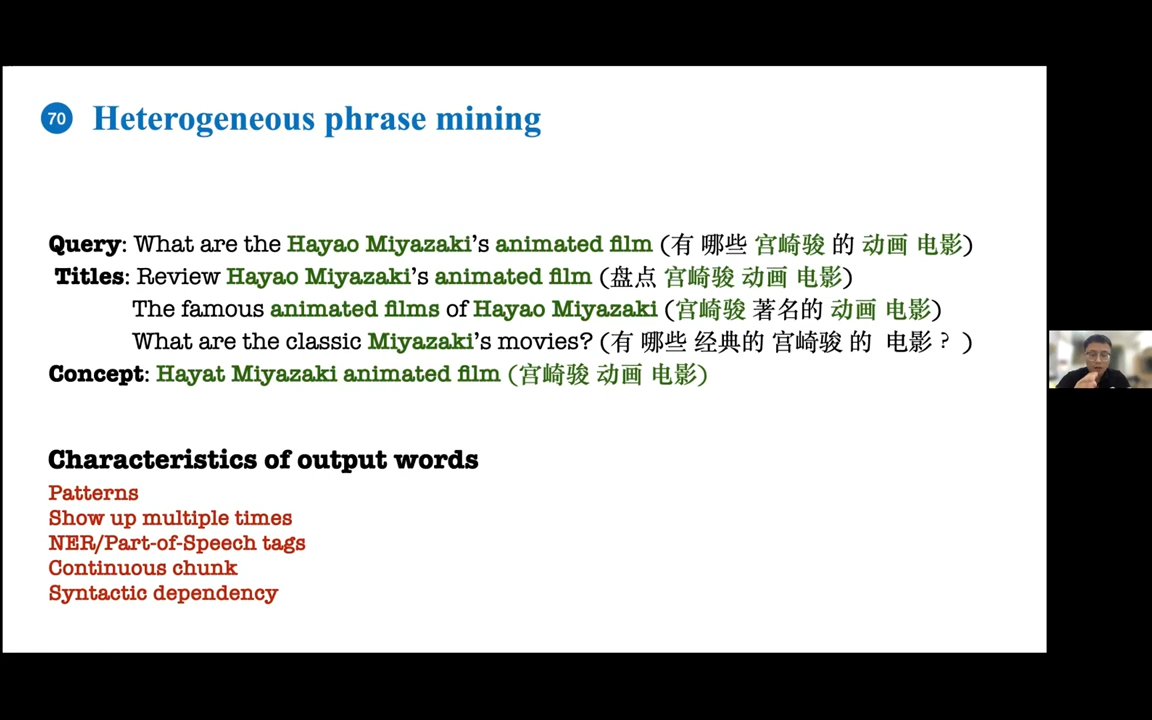 70 Heterogeneous phrase mining
Query: What are the Hayao Miyazaki's animated film (有 哪些 宫崎骏 的 动画 电影)
Titles: Review Hayao Miyazaki's animated film (盘点 宫崎骏 动画 电影)
The famous animated films of Hayao Miyazaki (宫崎骏 著名的 动画 电影)
What are the classic Miyazaki's movies? (有 哪些 经典的 宫崎骏 的 电影 ? )
Concept: Hayat Miyazaki animated film (宫崎骏 动画 电影)
Characteristics of output words
Patterns
Show up multiple times
NER/Part-of-Speech tags
Continuous chunk
Syntactic dependency